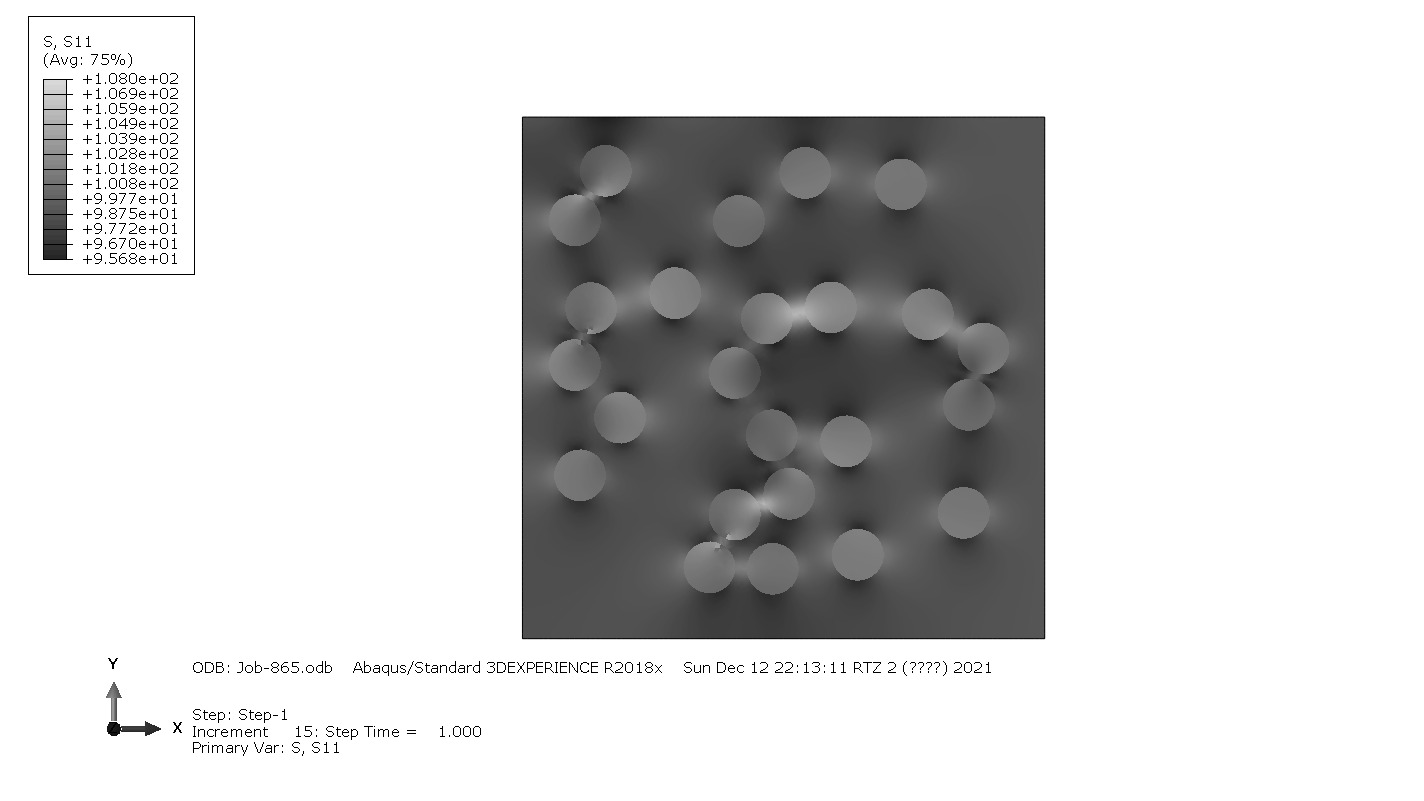 S, S11
(Avg: 75%)
+1.080e+02
+1.069e+02
+1.059e+02
+1.049e+02
+1.039e+02
+1.028e+02
+1.018e+02
+1.008e+02
+9.977e+01
+9.875e+01
+9.772e+01
+9.670e+01
+9.568e+01
Y
X
ODB: Job-865.odb    Abaqus/Standard 3DEXPERIENCE R2018x    Sun Dec 12 22:13:11 RTZ 2 (????) 2021
Step: Step-1
Increment    15: Step Time =    1.000
Primary Var: S, S11